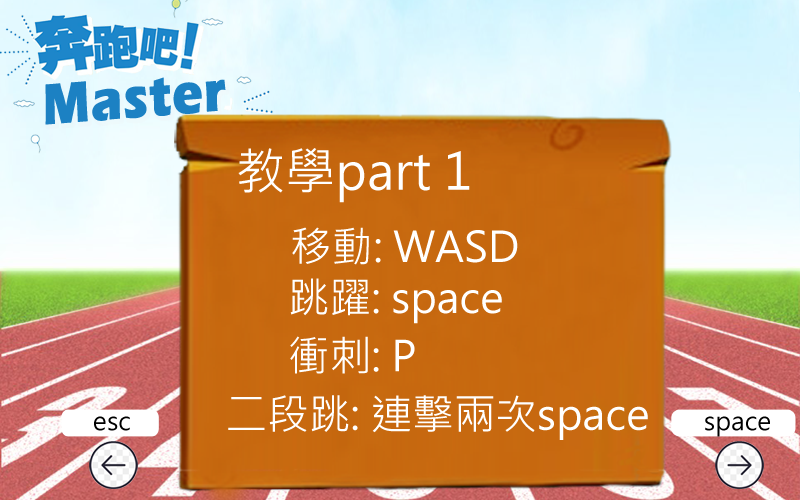 奔跑吧!
Master
教學part 1
移動: WASD
跳躍: space
衝刺: P
二段跳: 連擊兩次space
esc
space